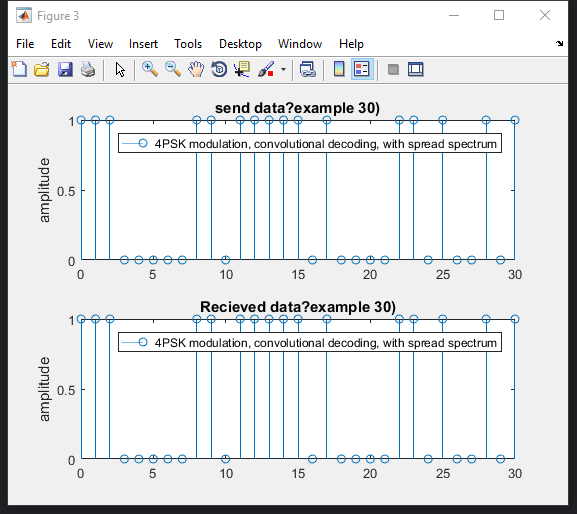 Figure 3
File Edit View Insert Tools Desktop Window Help
send data?example 30)
4PSK modulation, convolutional decoding, with spread spectrum
amplitude
1
0.5
0
0 5 10 15 20 25 30
Recieved data?example 30)
4PSK modulation, convolutional decoding, with spread spectrum
amplitude
1
0.5
0
0 5 10 15 20 25 30